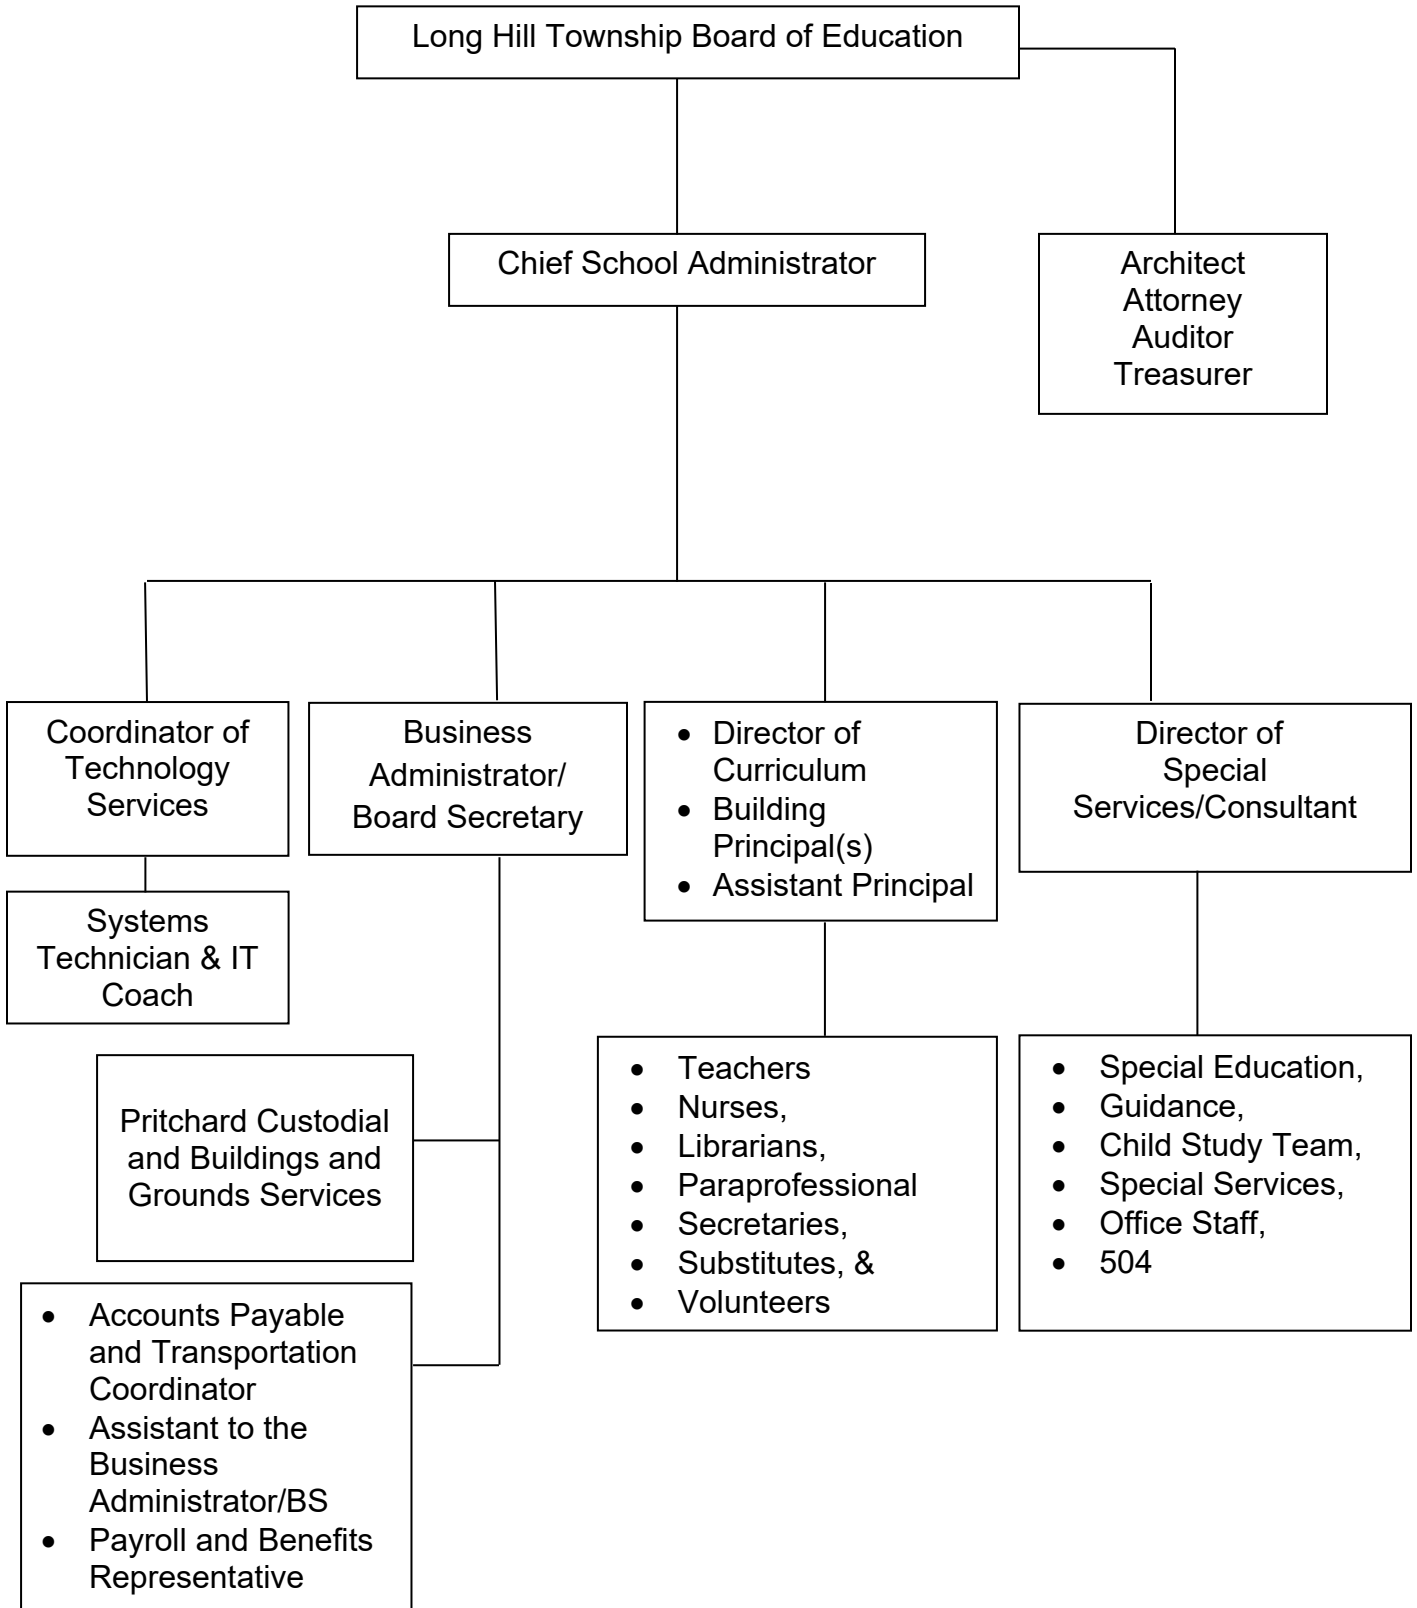 Long Hill Township Board of Education
Chief School Administrator
Architect
Attorney
Auditor
Treasurer
Coordinator of
Technology
Services
Business
Administrator/
Board Secretary
• Director of
Curriculum
• Building
Principal(s)
• Assistant Principal
Director of
Special
Services/Consultant
Systems
Technician & IT
Coach
Pritchard Custodial
and Buildings and
Grounds Services
• Accounts Payable
and Transportation
Coordinator
• Assistant to the
Business
Administrator/BS
• Payroll and Benefits
Representative
• Teachers
• Nurses,
• Librarians,
• Paraprofessional
• Secretaries,
• Substitutes, &
• Volunteers
• Special Education,
• Guidance,
• Child Study Team,
• Special Services,
• Office Staff,
• 504